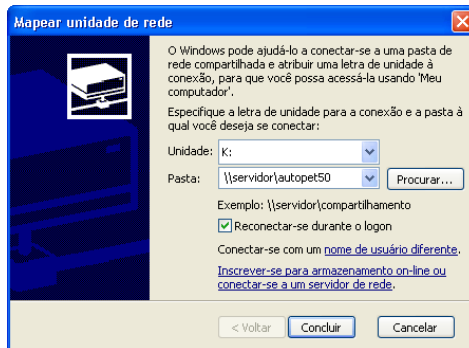 Mapear unidade de rede
O Windows pode ajudá-lo a conectar-se a uma pasta de
rede compartilhada e atribuir uma letra de unidade à
conexão, para que você possa acessá-la usando 'Meu
computador'.
Especifique a letra de unidade para a conexão e a pasta à
qual você deseja se conectar:
Unidade: K:
Pasta: \\servidor\autopet50 Procurar...
Exemplo: \\servidor\compartilhamento
Reconectar-se durante o logon
Conectar-se com um nome de usuário diferente.
Inscrever-se para armazenamento on-line ou
conectar-se a um servidor de rede.
< Voltar Concluir Cancelar